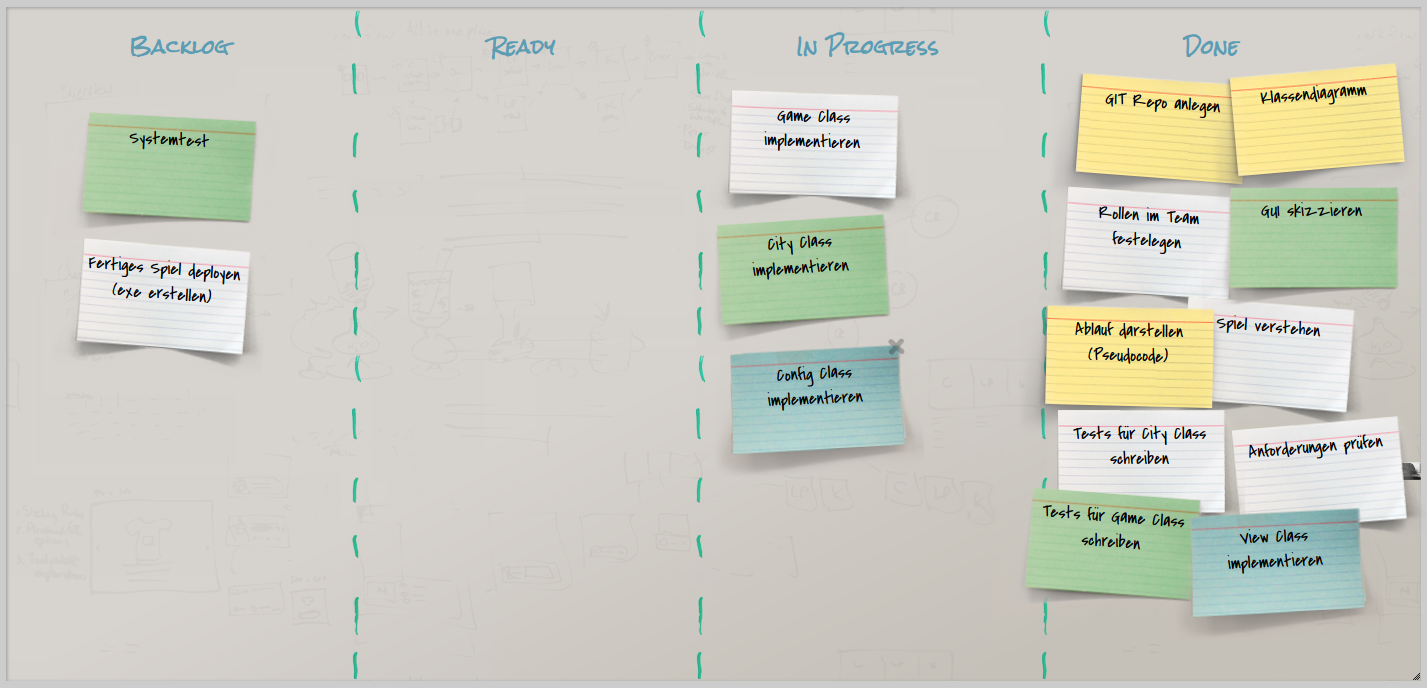 Backlog
Ready
In Progress
Done
Systemtest
Fertiges Spiel deployen
(exe erstellen)
Game Class
implementieren
City Class
implementieren
Config Class
implementieren
GIT Repo anlegen
Klassendiagramm
Rollen im Team
festelegen
GUI skizzieren
Ablauf darstellen
(Pseudocode)
Spiel verstehen
Tests für City Class
schreiben
Anforderungen prüfen
Tests für Game Class
schreiben
View Class
implementieren